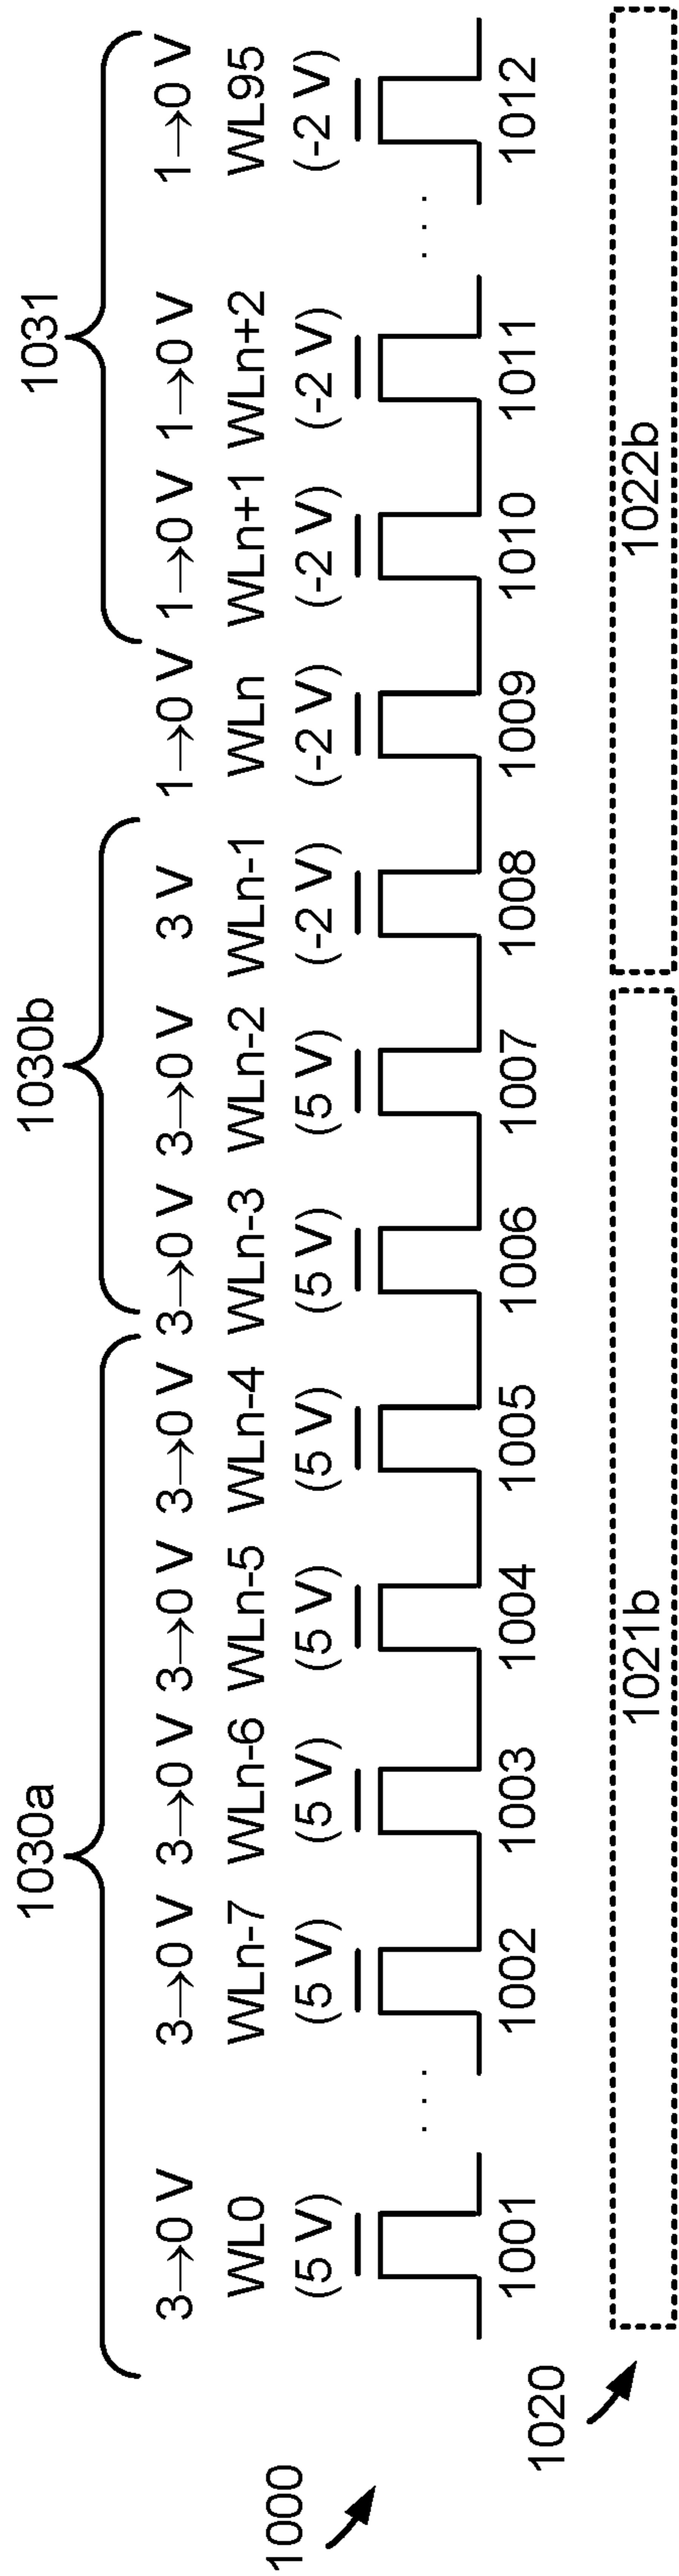 1030a 1030b 1031
3→0 V 3→0 V 3→0 V 3→0 V 3→0 V 3→0 V 3→0 V 3 V 1→0 V 1→0 V 1→0 V 1→0 V
WL0 WLn-7 WLn-6 WLn-5 WLn-4 WLn-3 WLn-2 WLn-1 WLn WLn+1 WLn+2 WL95
(5 V) (5 V) (5 V) (5 V) (5 V) (5 V) (5 V) (-2 V) (-2 V) (-2 V) (-2 V) (-2 V)
1000
. . . . . .
1001 1002 1003 1004 1005 1006 1007 1008 1009 1010 1011 1012
1020
1021b 1022b